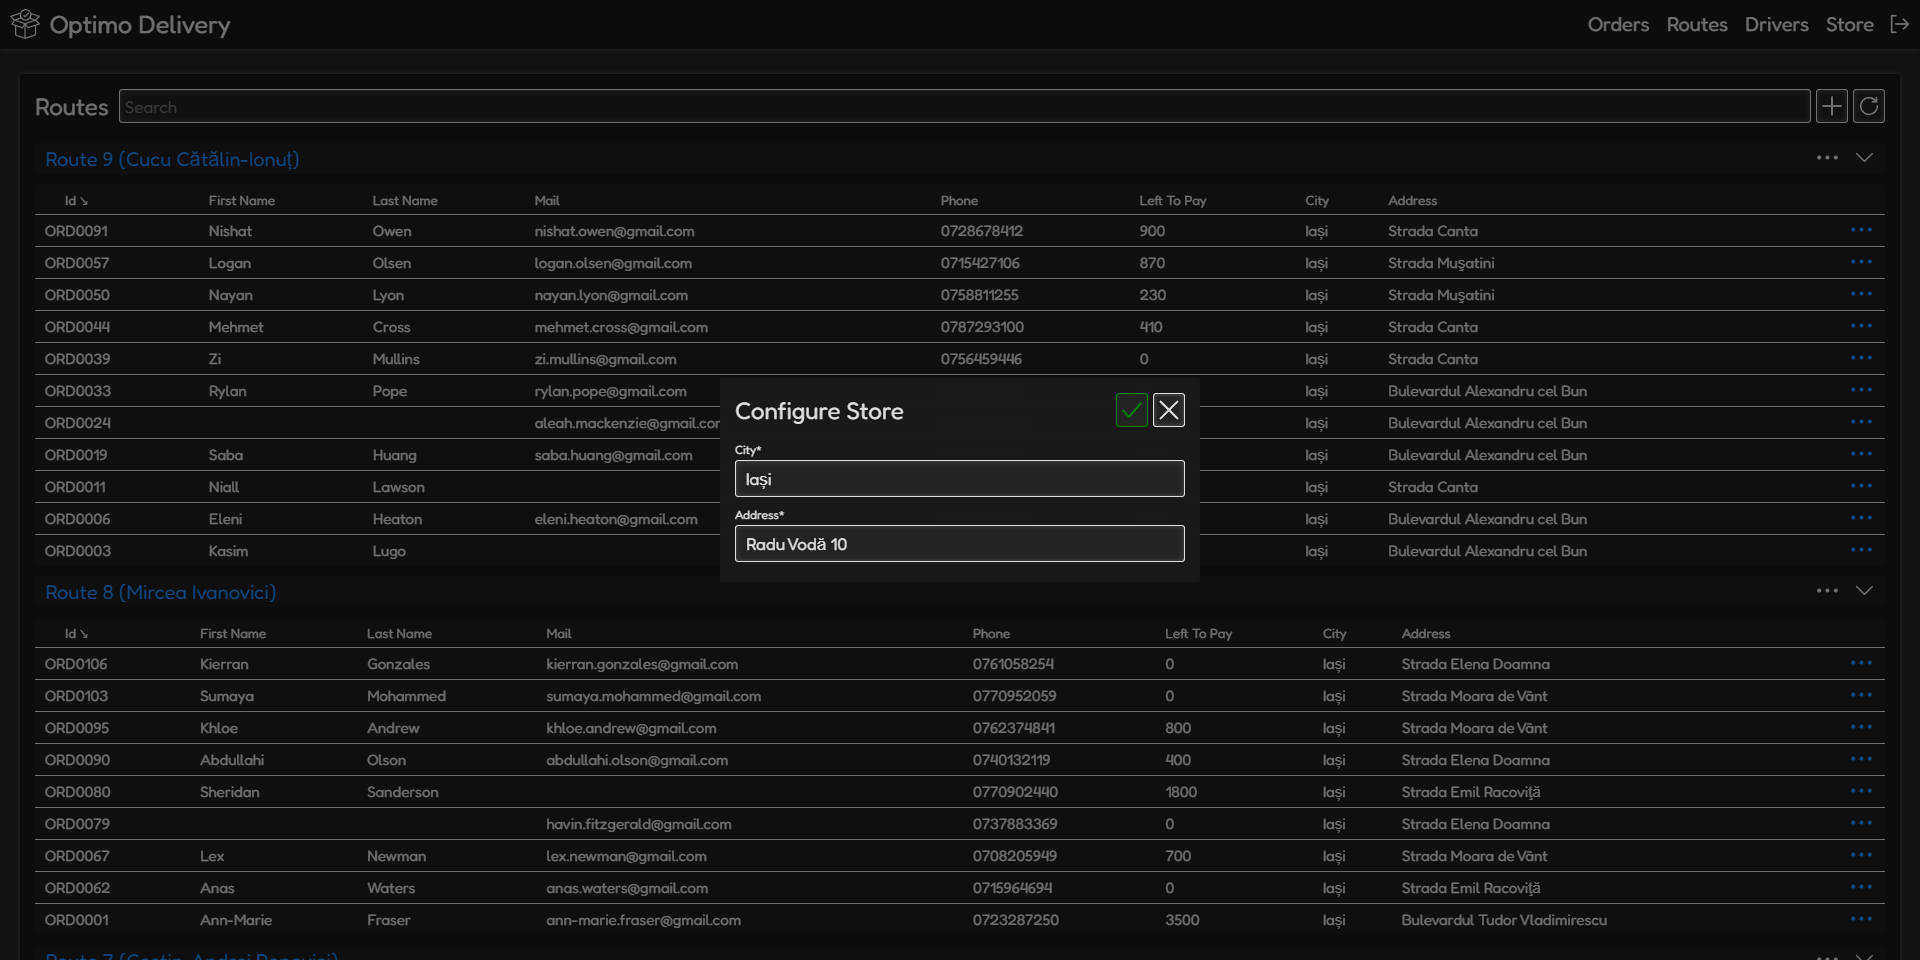 Optimo Delivery Orders Routes Drivers Store
Routes Search
Route 9 (Cucu Cătălin-Ionuț)
Id ↘ First Name Last Name Mail Phone Left To Pay City Address
ORD0091 Nishat Owen nishat.owen@gmail.com 0728678412 900 Iași Strada Canta
ORD0057 Logan Olsen logan.olsen@gmail.com 0715427106 870 Iași Strada Mușatini
ORD0050 Nayan Lyon nayan.lyon@gmail.com 0758811255 230 Iași Strada Mușatini
ORD0044 Mehmet Cross mehmet.cross@gmail.com 0787293100 410 Iași Strada Canta
ORD0039 Zi Mullins zi.mullins@gmail.com 0756459446 0 Iași Strada Canta
ORD0033 Rylan Pope rylan.pope@gmail.com Iași Bulevardul Alexandru cel Bun
ORD0024 aleah.mackenzie@gmail.com Iași Bulevardul Alexandru cel Bun
ORD0019 Saba Huang saba.huang@gmail.com Iași Bulevardul Alexandru cel Bun
ORD0011 Niall Lawson Iași Strada Canta
ORD0006 Eleni Heaton eleni.heaton@gmail.com Iași Bulevardul Alexandru cel Bun
ORD0003 Kasim Lugo Iași Bulevardul Alexandru cel Bun
Configure Store
City*
Iași
Address*
Radu Vodă 10
Route 8 (Mircea Ivanovici)
Id ↘ First Name Last Name Mail Phone Left To Pay City Address
ORD0106 Kierran Gonzales kierran.gonzales@gmail.com 0761058254 0 Iași Strada Elena Doamna
ORD0103 Sumaya Mohammed sumaya.mohammed@gmail.com 0770952059 0 Iași Strada Moara de Vânt
ORD0095 Khloe Andrew khloe.andrew@gmail.com 0762374841 800 Iași Strada Moara de Vânt
ORD0090 Abdullahi Olson abdullahi.olson@gmail.com 0740132119 400 Iași Strada Elena Doamna
ORD0080 Sheridan Sanderson 0770902440 1800 Iași Strada Emil Racoviţă
ORD0079 havin.fitzgerald@gmail.com 0737883369 0 Iași Strada Elena Doamna
ORD0067 Lex Newman lex.newman@gmail.com 0708205949 700 Iași Strada Moara de Vânt
ORD0062 Anas Waters anas.waters@gmail.com 0715964694 0 Iași Strada Emil Racoviţă
ORD0001 Ann-Marie Fraser ann-marie.fraser@gmail.com 0723287250 3500 Iași Bulevardul Tudor Vladimirescu
Route 7